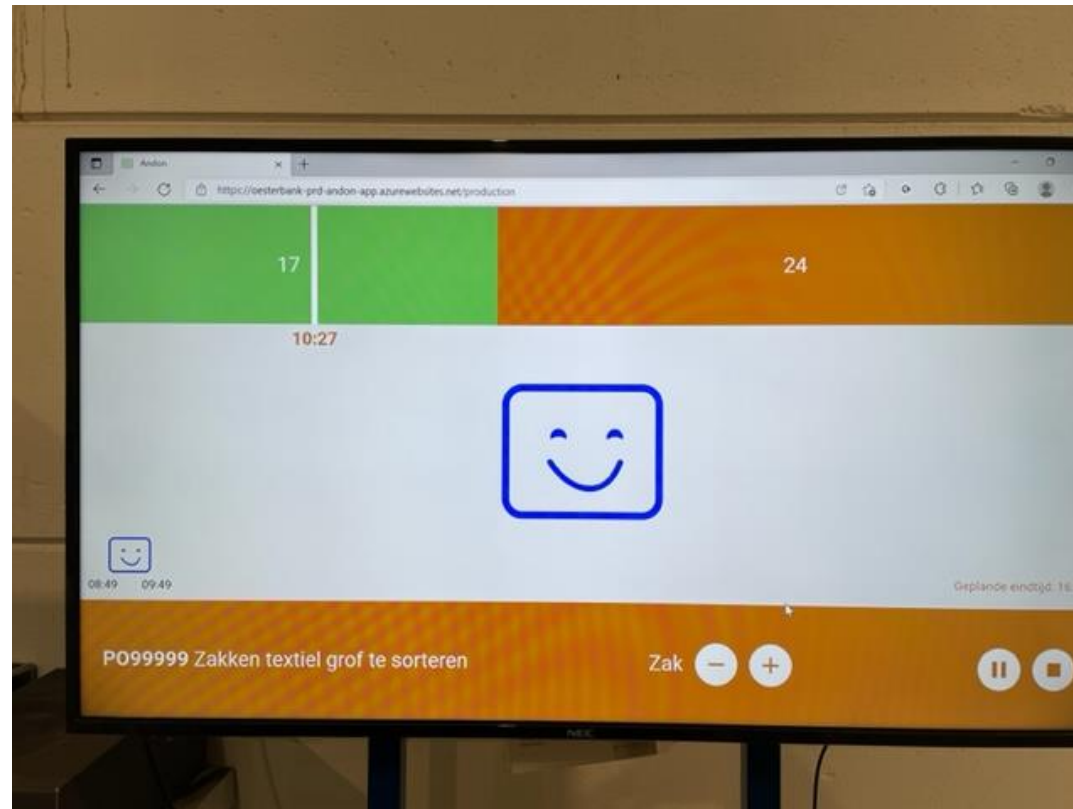 Andon
https://oesterbank-prd-andon-app.azurewebsites.net/production
17
24
10:27
08:49 09:49
Geplande eindtijd: 16
PO99999 Zakken textiel grof te sorteren
Zak − +
NEC